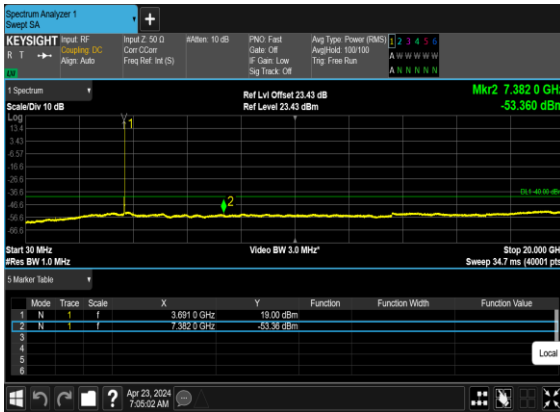 Spectrum Analyzer 1
Swept SA
+
KEYSIGHT Input: RF Input Z: 50 Ω #Atten: 10 dB PNO: Fast Avg Type: Power (RMS) 1 2 3 4 5 6
R T Coupling: DC Corr CCorr Gate: Off Avg|Hold: 100/100 A W W W W W
Align: Auto Freq Ref: Int (S) IF Gain: Low Trig: Free Run
LW Sig Track: Off A N N N N N
1 Spectrum Ref Lvl Offset 23.43 dB Mkr2 7.382 0 GHz
Scale/Div 10 dB Ref Level 23.43 dBm -53.360 dBm
Log
13.4
3.43
-6.57
-16.6
-26.6
-36.6
-46.6
-56.6
-66.6
1
2
DL1 -40.00 dBm
Start 30 MHz Video BW 3.0 MHz* Stop 20.000 GHz
#Res BW 1.0 MHz Sweep 34.7 ms (40001 pts)
5 Marker Table
Mode Trace Scale X Y Function Function Width Function Value
1 N 1 f 3.691 0 GHz 19.00 dBm
2 N 1 f 7.382 0 GHz -53.36 dBm
3
4
5
6
Local
? Apr 23, 2024
7:05:02 AM